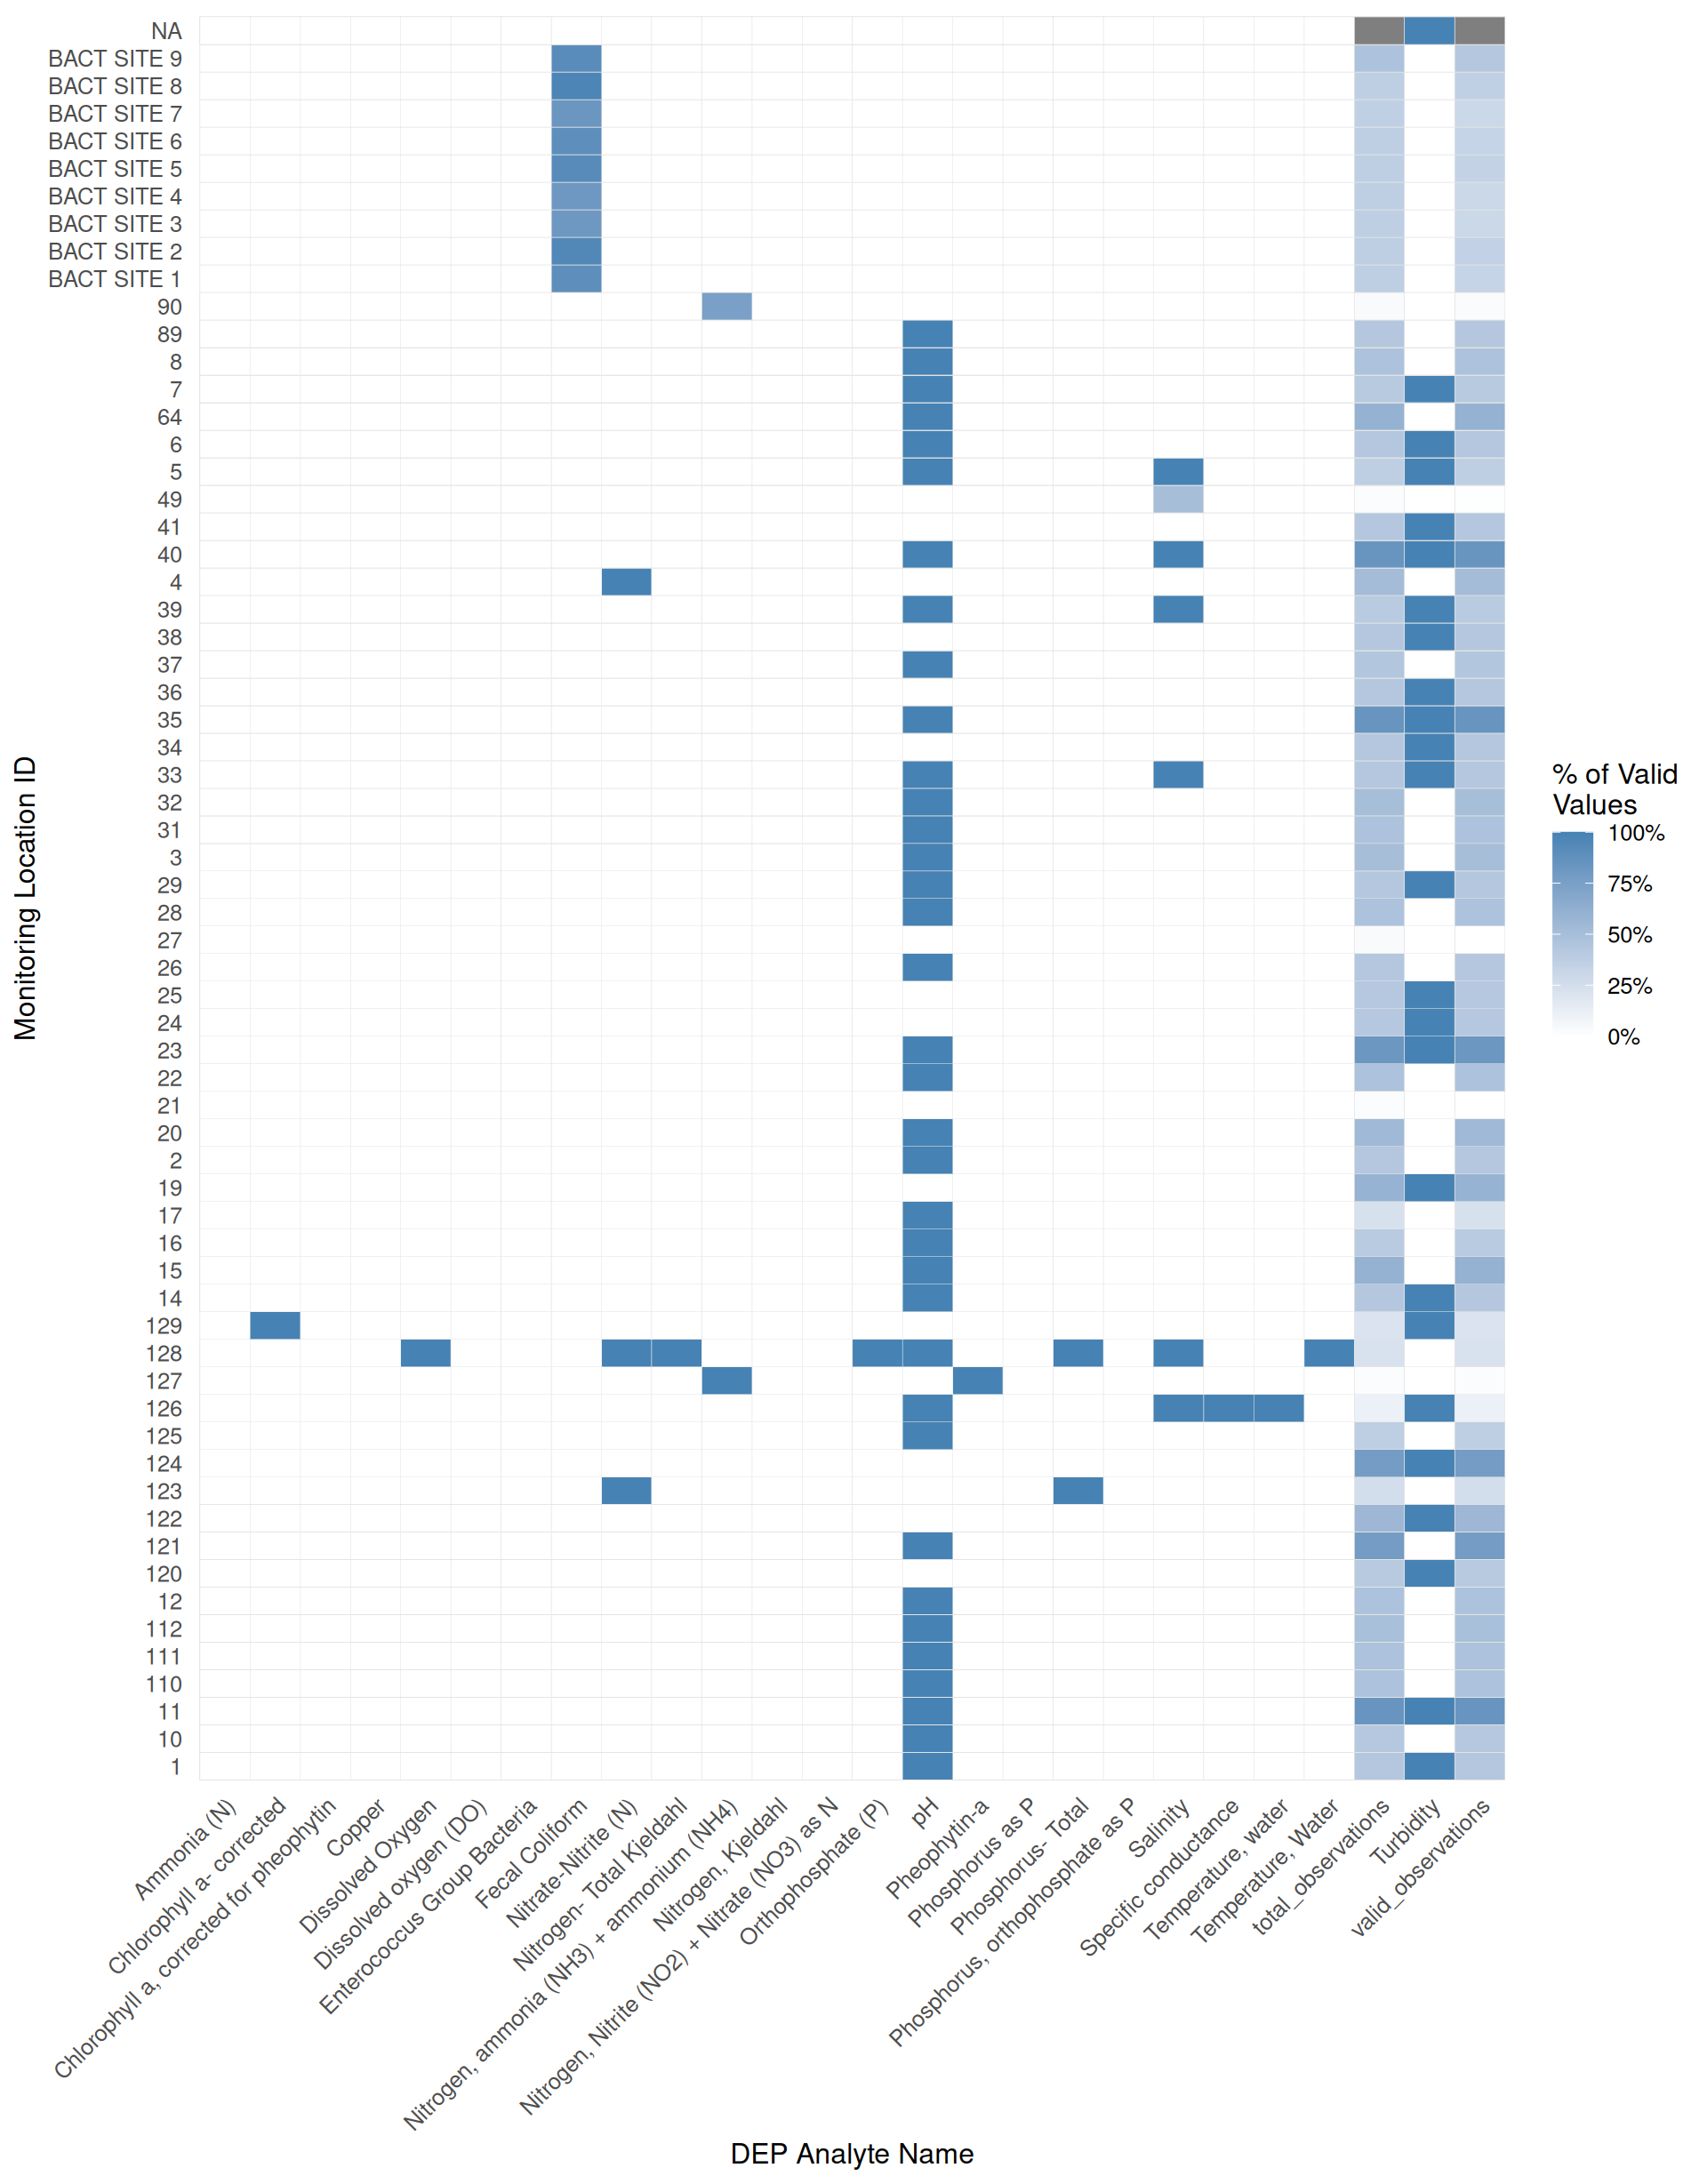 NA
BACT SITE 9
BACT SITE 8
BACT SITE 7
BACT SITE 6
BACT SITE 5
BACT SITE 4
BACT SITE 3
BACT SITE 2
BACT SITE 1
90
89
8
7
64
6
5
49
41
40
4
39
38
37
36
35
34
33
32
31
3
29
28
27
26
25
24
23
22
21
20
2
19
17
16
15
14
129
128
127
126
125
124
123
122
121
120
12
112
111
110
11
10
1
Monitoring Location ID
Ammonia (N)
Chlorophyll a- corrected
Chlorophyll a, corrected for pheophytin
Copper
Dissolved Oxygen
Dissolved oxygen (DO)
Enterococcus Group Bacteria
Fecal Coliform
Nitrate-Nitrite (N)
Nitrogen- Total Kjeldahl
Nitrogen, ammonia (NH3) + ammonium (NH4)
Nitrogen, Kjeldahl
Nitrogen, Nitrite (NO2) + Nitrate (NO3) as N
Orthophosphate (P)
pH
Pheophytin-a
Phosphorus as P
Phosphorus- Total
Phosphorus, orthophosphate as P
Salinity
Specific conductance
Temperature, water
Temperature, Water
total_observations
Turbidity
valid_observations
DEP Analyte Name
% of Valid
Values
100%
75%
50%
25%
0%